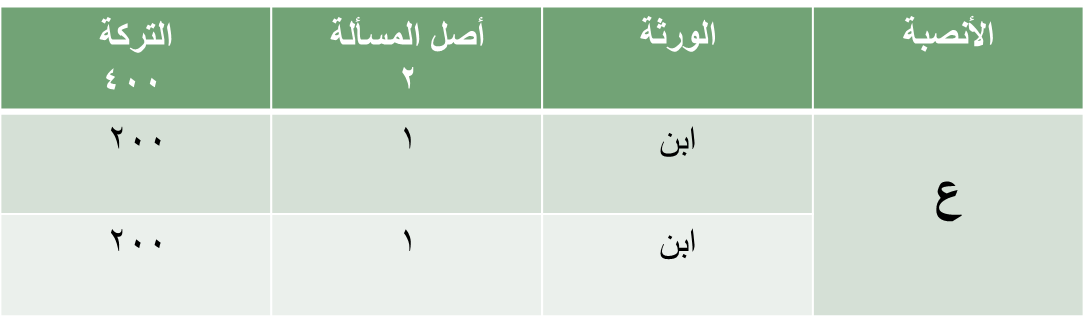 الأنصبة
الورثة
أصل المسألة
٢
التركة
٤٠٠
ع
ابن
١
٢٠٠
ابن
١
٢٠٠